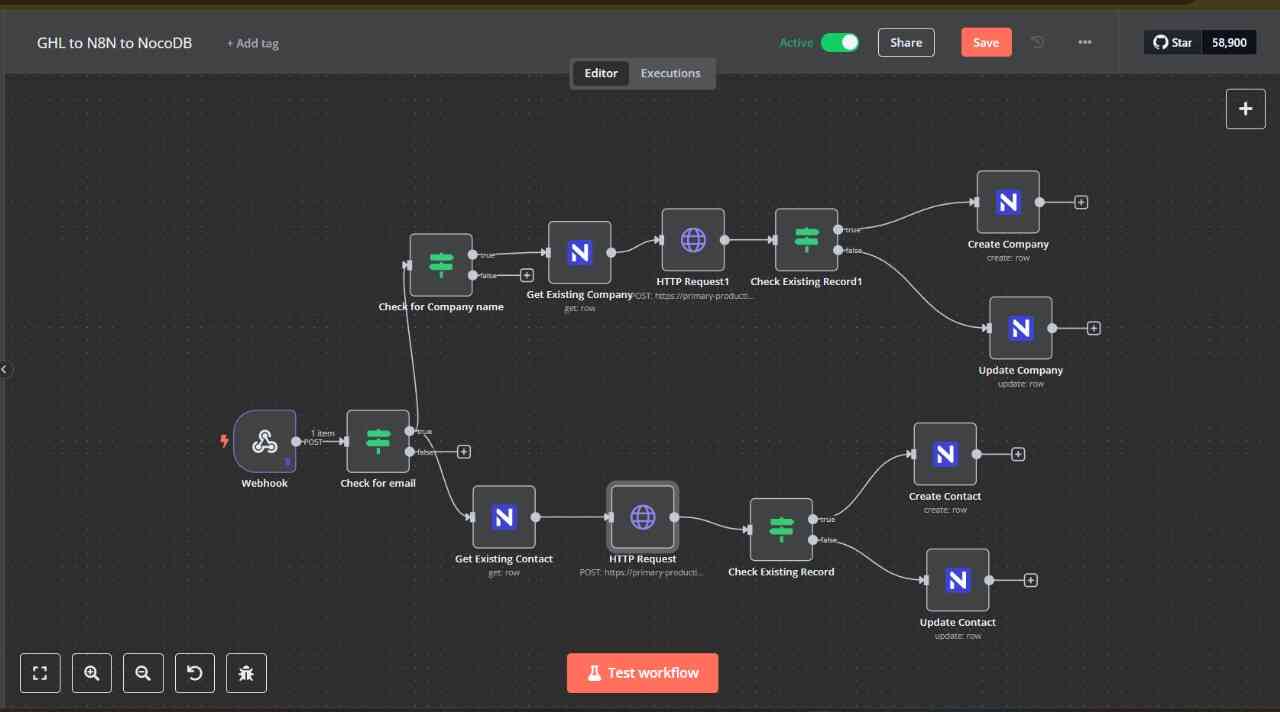 GHL to N8N to NocoDB
+ Add tag
Active
Share
Save
Star
58,900
Editor
Executions
Create Company
create: row
true
false
Check for Company name
true
false
Get Existing Company
get: row
HTTP Request1
POST: https://primary-producti...
Check Existing Record1
true
false
Update Company
update: row
Webhook
1 item
POST
Check for email
true
false
Get Existing Contact
get: row
HTTP Request
POST: https://primary-producti...
Check Existing Record
true
false
Create Contact
create: row
Update Contact
update: row
Test workflow